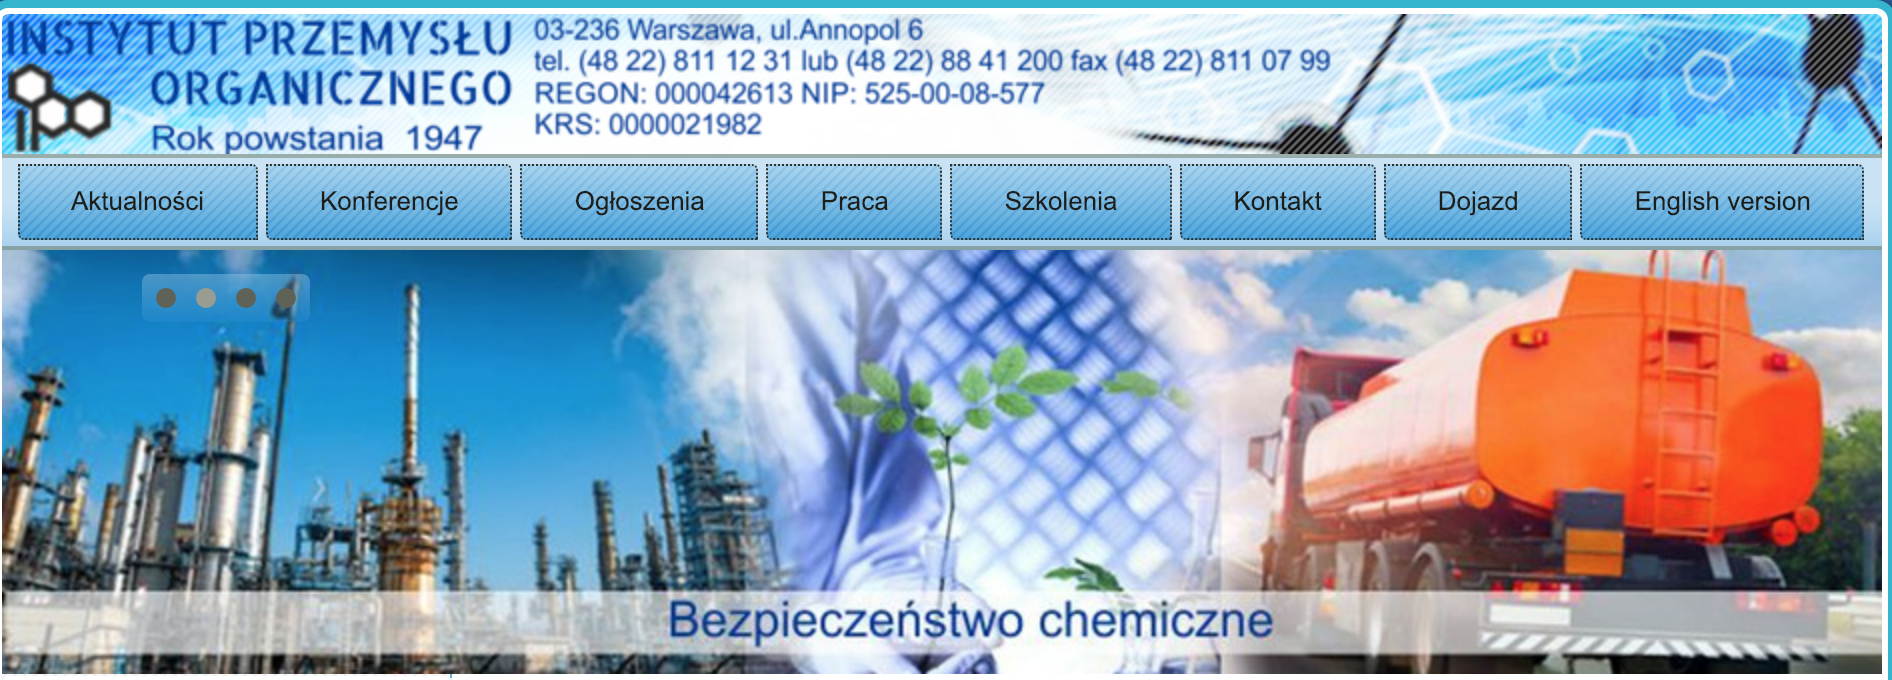 INSTYTUT PRZEMYSŁU
ORGANICZNEGO
Rok powstania 1947
03-236 Warszawa, ul.Annopol 6
tel. (48 22) 811 12 31 lub (48 22) 88 41 200 fax (48 22) 811 07 99
REGON: 000042613 NIP: 525-00-08-577
KRS: 0000021982
Aktualności
Konferencje
Ogłoszenia
Praca
Szkolenia
Kontakt
Dojazd
English version
Bezpieczeństwo chemiczne